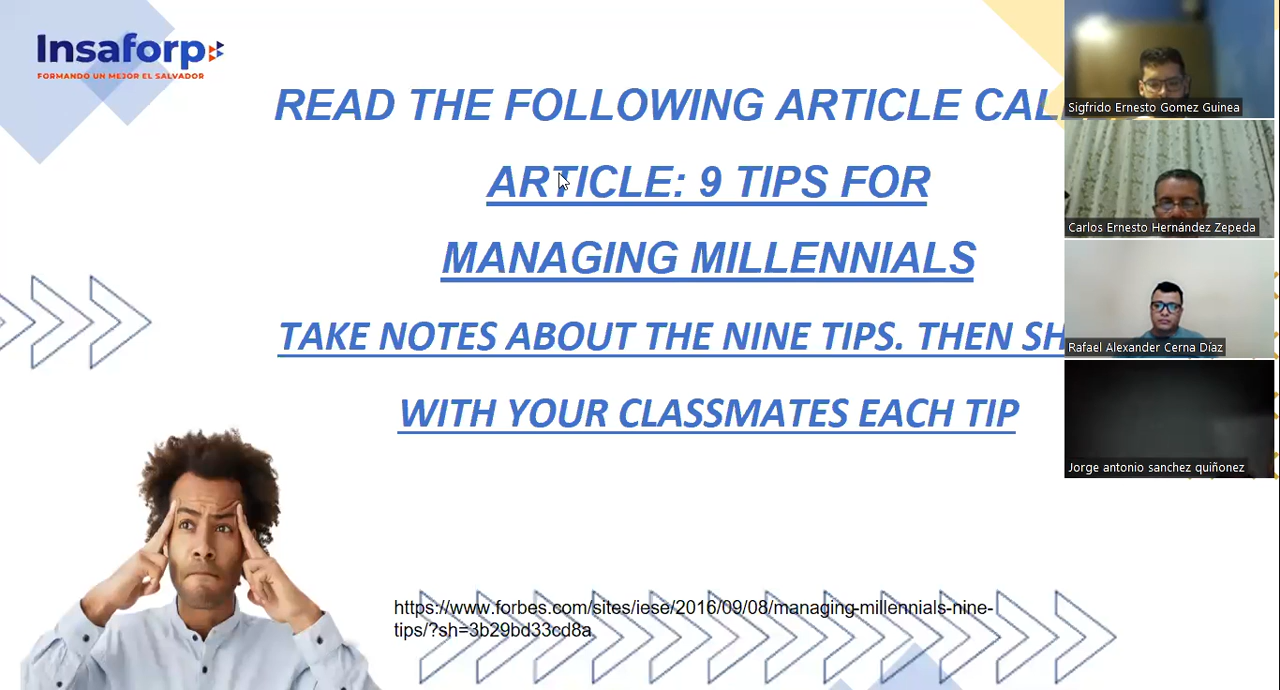 Insaforp
FORMANDO UN MEJOR EL SALVADOR
READ THE FOLLOWING ARTICLE
ARTICLE: 9 TIPS FOR
MANAGING MILLENNIALS
TAKE NOTES ABOUT THE NINE TIPS. THEN
WITH YOUR CLASSMATES EACH TIP
https://www.forbes.com/sites/iese/2016/09/08/managing-millennials-nine-
tips/?sh=3b29bd33cd8a
Sigfrido Ernesto Gomez Guinea
Carlos Ernesto Hernández Zepeda
Rafael Alexander Cerna Díaz
Jorge antonio sanchez quiñonez